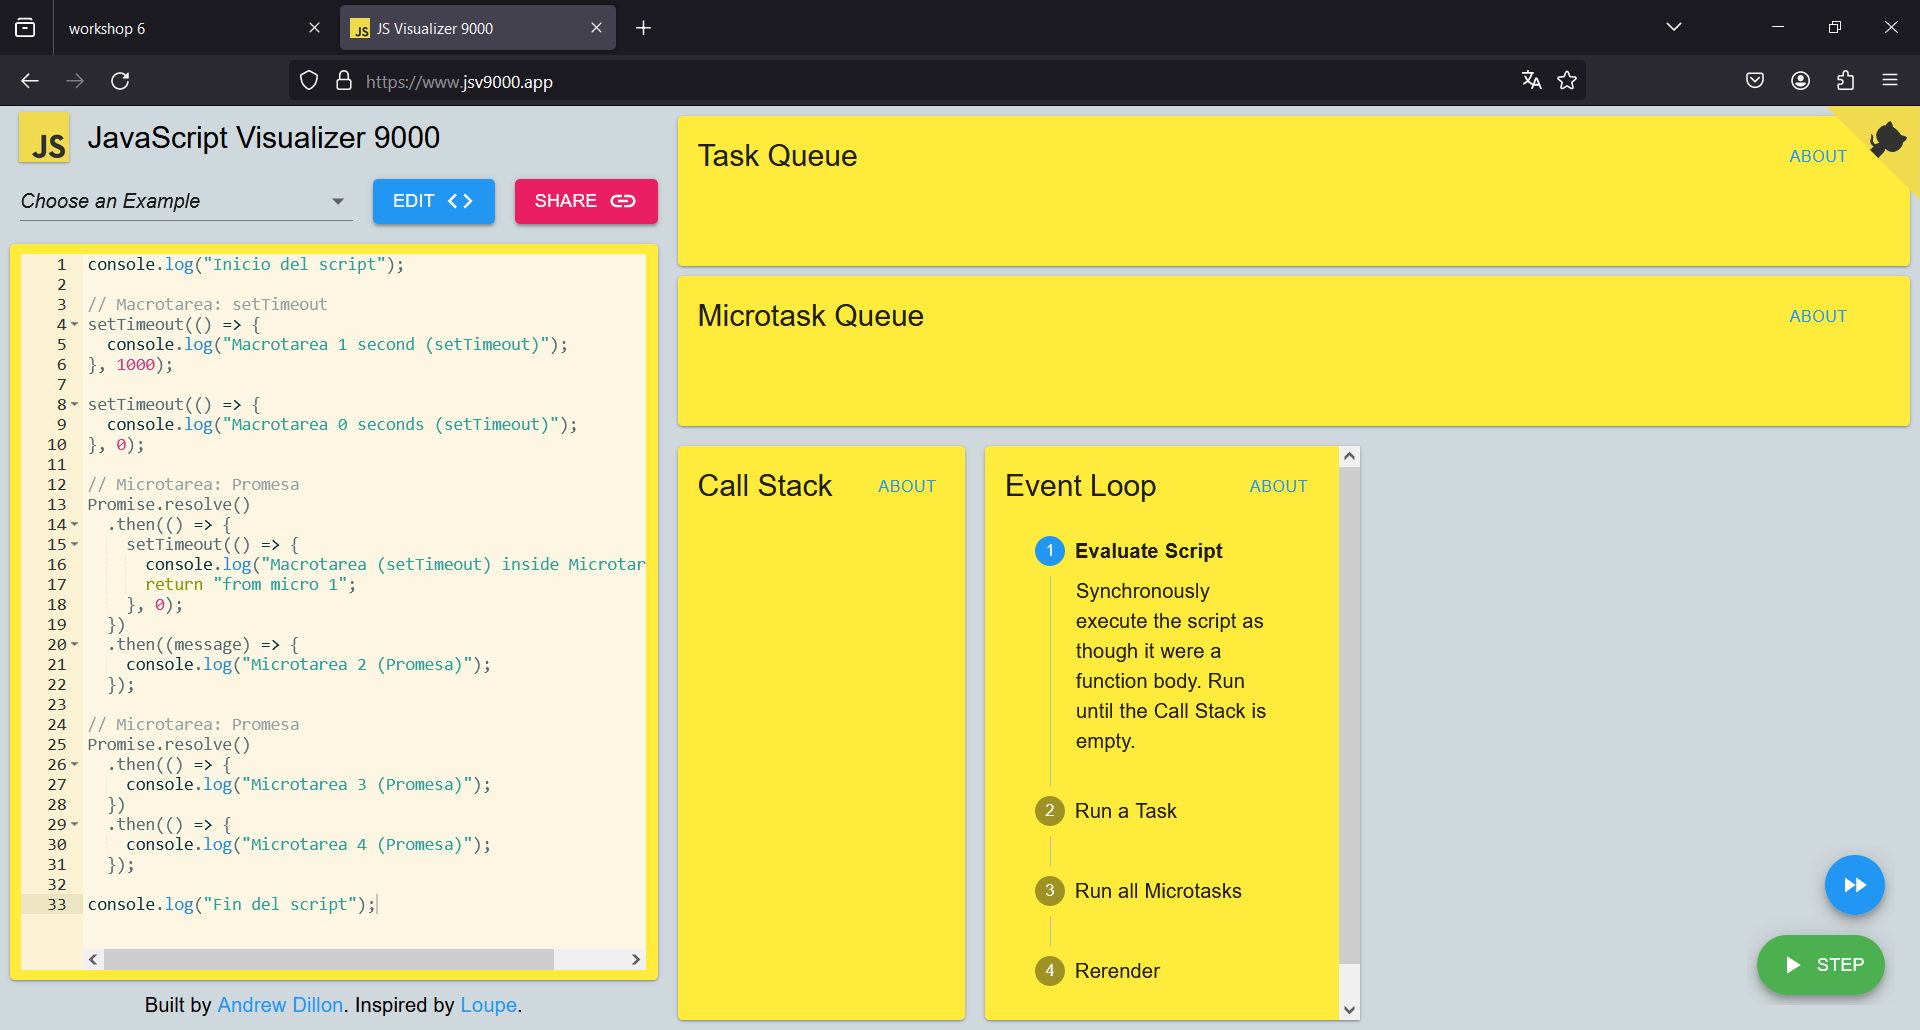 workshop 6
JS Visualizer 9000
https://www.jsv9000.app
JS
JavaScript Visualizer 9000
Choose an Example
EDIT
SHARE
1 console.log("Inicio del script");
2
3 // Macrotarea: setTimeout
4 setTimeout(() => {
5 console.log("Macrotarea 1 second (setTimeout)");
6 }, 1000);
7
8 setTimeout(() => {
9 console.log("Macrotarea 0 seconds (setTimeout)");
10 }, 0);
11
12 // Microtarea: Promesa
13 Promise.resolve()
14 .then(() => {
15 setTimeout(() => {
16 console.log("Macrotarea (setTimeout) inside Microtar
17 return "from micro 1";
18 }, 0);
19 })
20 .then((message) => {
21 console.log("Microtarea 2 (Promesa)");
22 });
23
24 // Microtarea: Promesa
25 Promise.resolve()
26 .then(() => {
27 console.log("Microtarea 3 (Promesa)");
28 })
29 .then(() => {
30 console.log("Microtarea 4 (Promesa)");
31 });
32
33 console.log("Fin del script");
Built by Andrew Dillon. Inspired by Loupe.
Task Queue
ABOUT
Microtask Queue
ABOUT
Call Stack
ABOUT
Event Loop
ABOUT
1 Evaluate Script
Synchronously
execute the script as
though it were a
function body. Run
until the Call Stack is
empty.
2 Run a Task
3 Run all Microtasks
4 Rerender
STEP